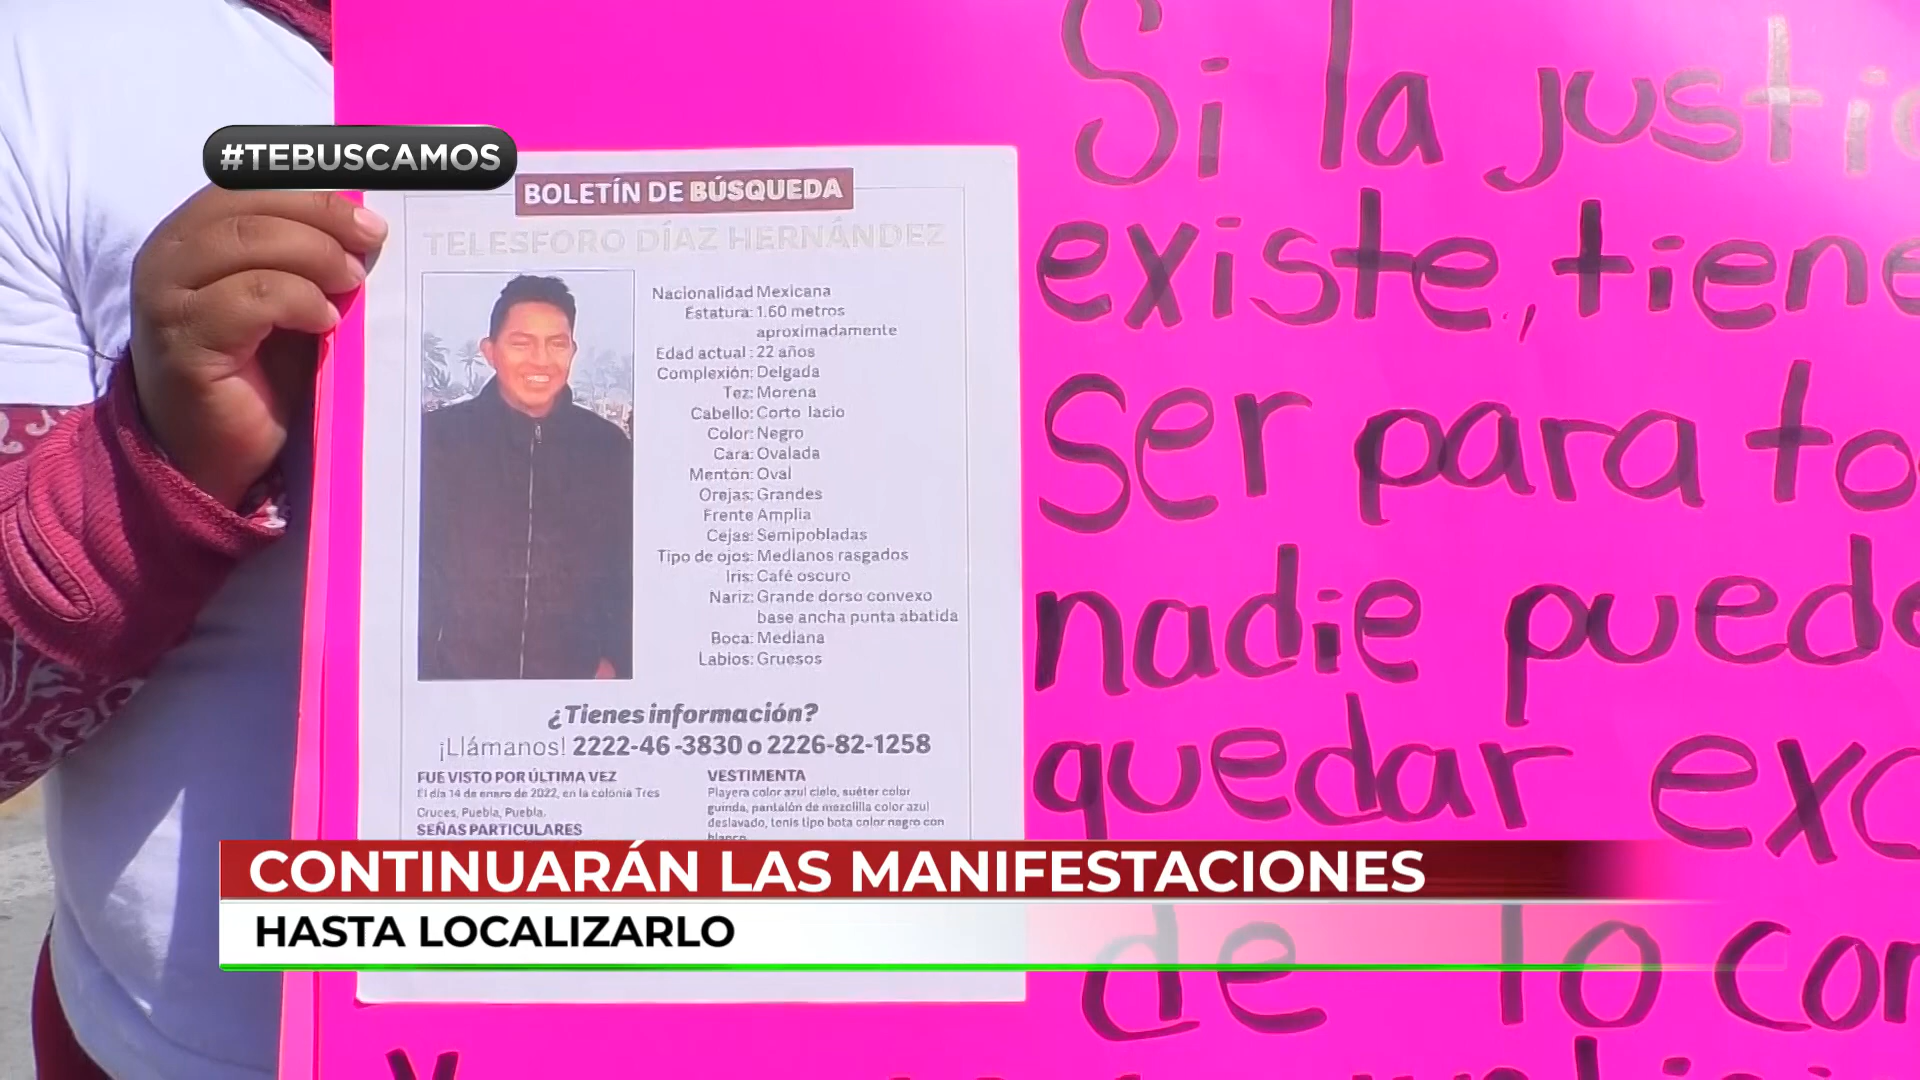 #TEBUSCAMOS
BOLETÍN DE BÚSQUEDA
TELESFORO DÍAZ HERNÁNDEZ
Nacionalidad Mexicana
Estatura: 1.60 metros
aproximadamente
Edad actual: 22 años
Complexión: Delgada
Tez: Morena
Cabello: Corto lacio
Color: Negro
Cara: Ovalada
Mentón: Oval
Orejas: Grandes
Frente Amplia
Cejas: Semipobladas
Tipo de ojos: Medianos rasgados
Iris: Café oscuro
Nariz: Grande dorso convexo
base ancha punta abatida
Boca: Mediana
Labios: Gruesos
¿Tienes información?
¡Llámanos! 2222-46-3830 o 2226-82-1258
FUE VISTO POR ÚLTIMA VEZ
El día 14 de enero de 2022, en la colonia Tres
Cruces, Puebla, Puebla.
SEÑAS PARTICULARES
VESTIMENTA
Playera color azul cielo, suéter color
guinda, pantalón de mezclilla color azul
deslavado, tenis tipo bota color negro con
blanco
Si la justic
existe, tiene
ser para to
nadie puede
quedar exc
de lo con
y
CONTINUARÁN LAS MANIFESTACIONES
HASTA LOCALIZARLO